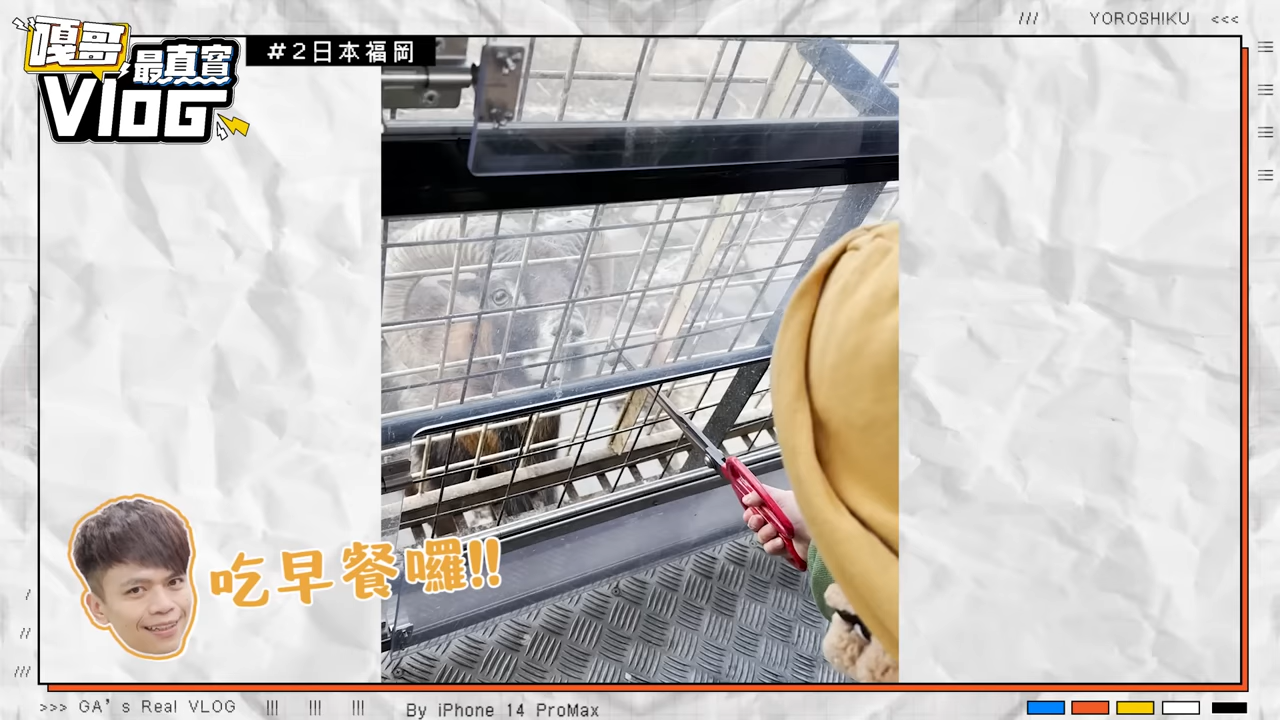 /// YOROSHIKU <<<
嘎哥
最真實
VLOG
#2日本福岡
吃早餐囉!!
>>> GA's Real VLOG
By iPhone 14 ProMax